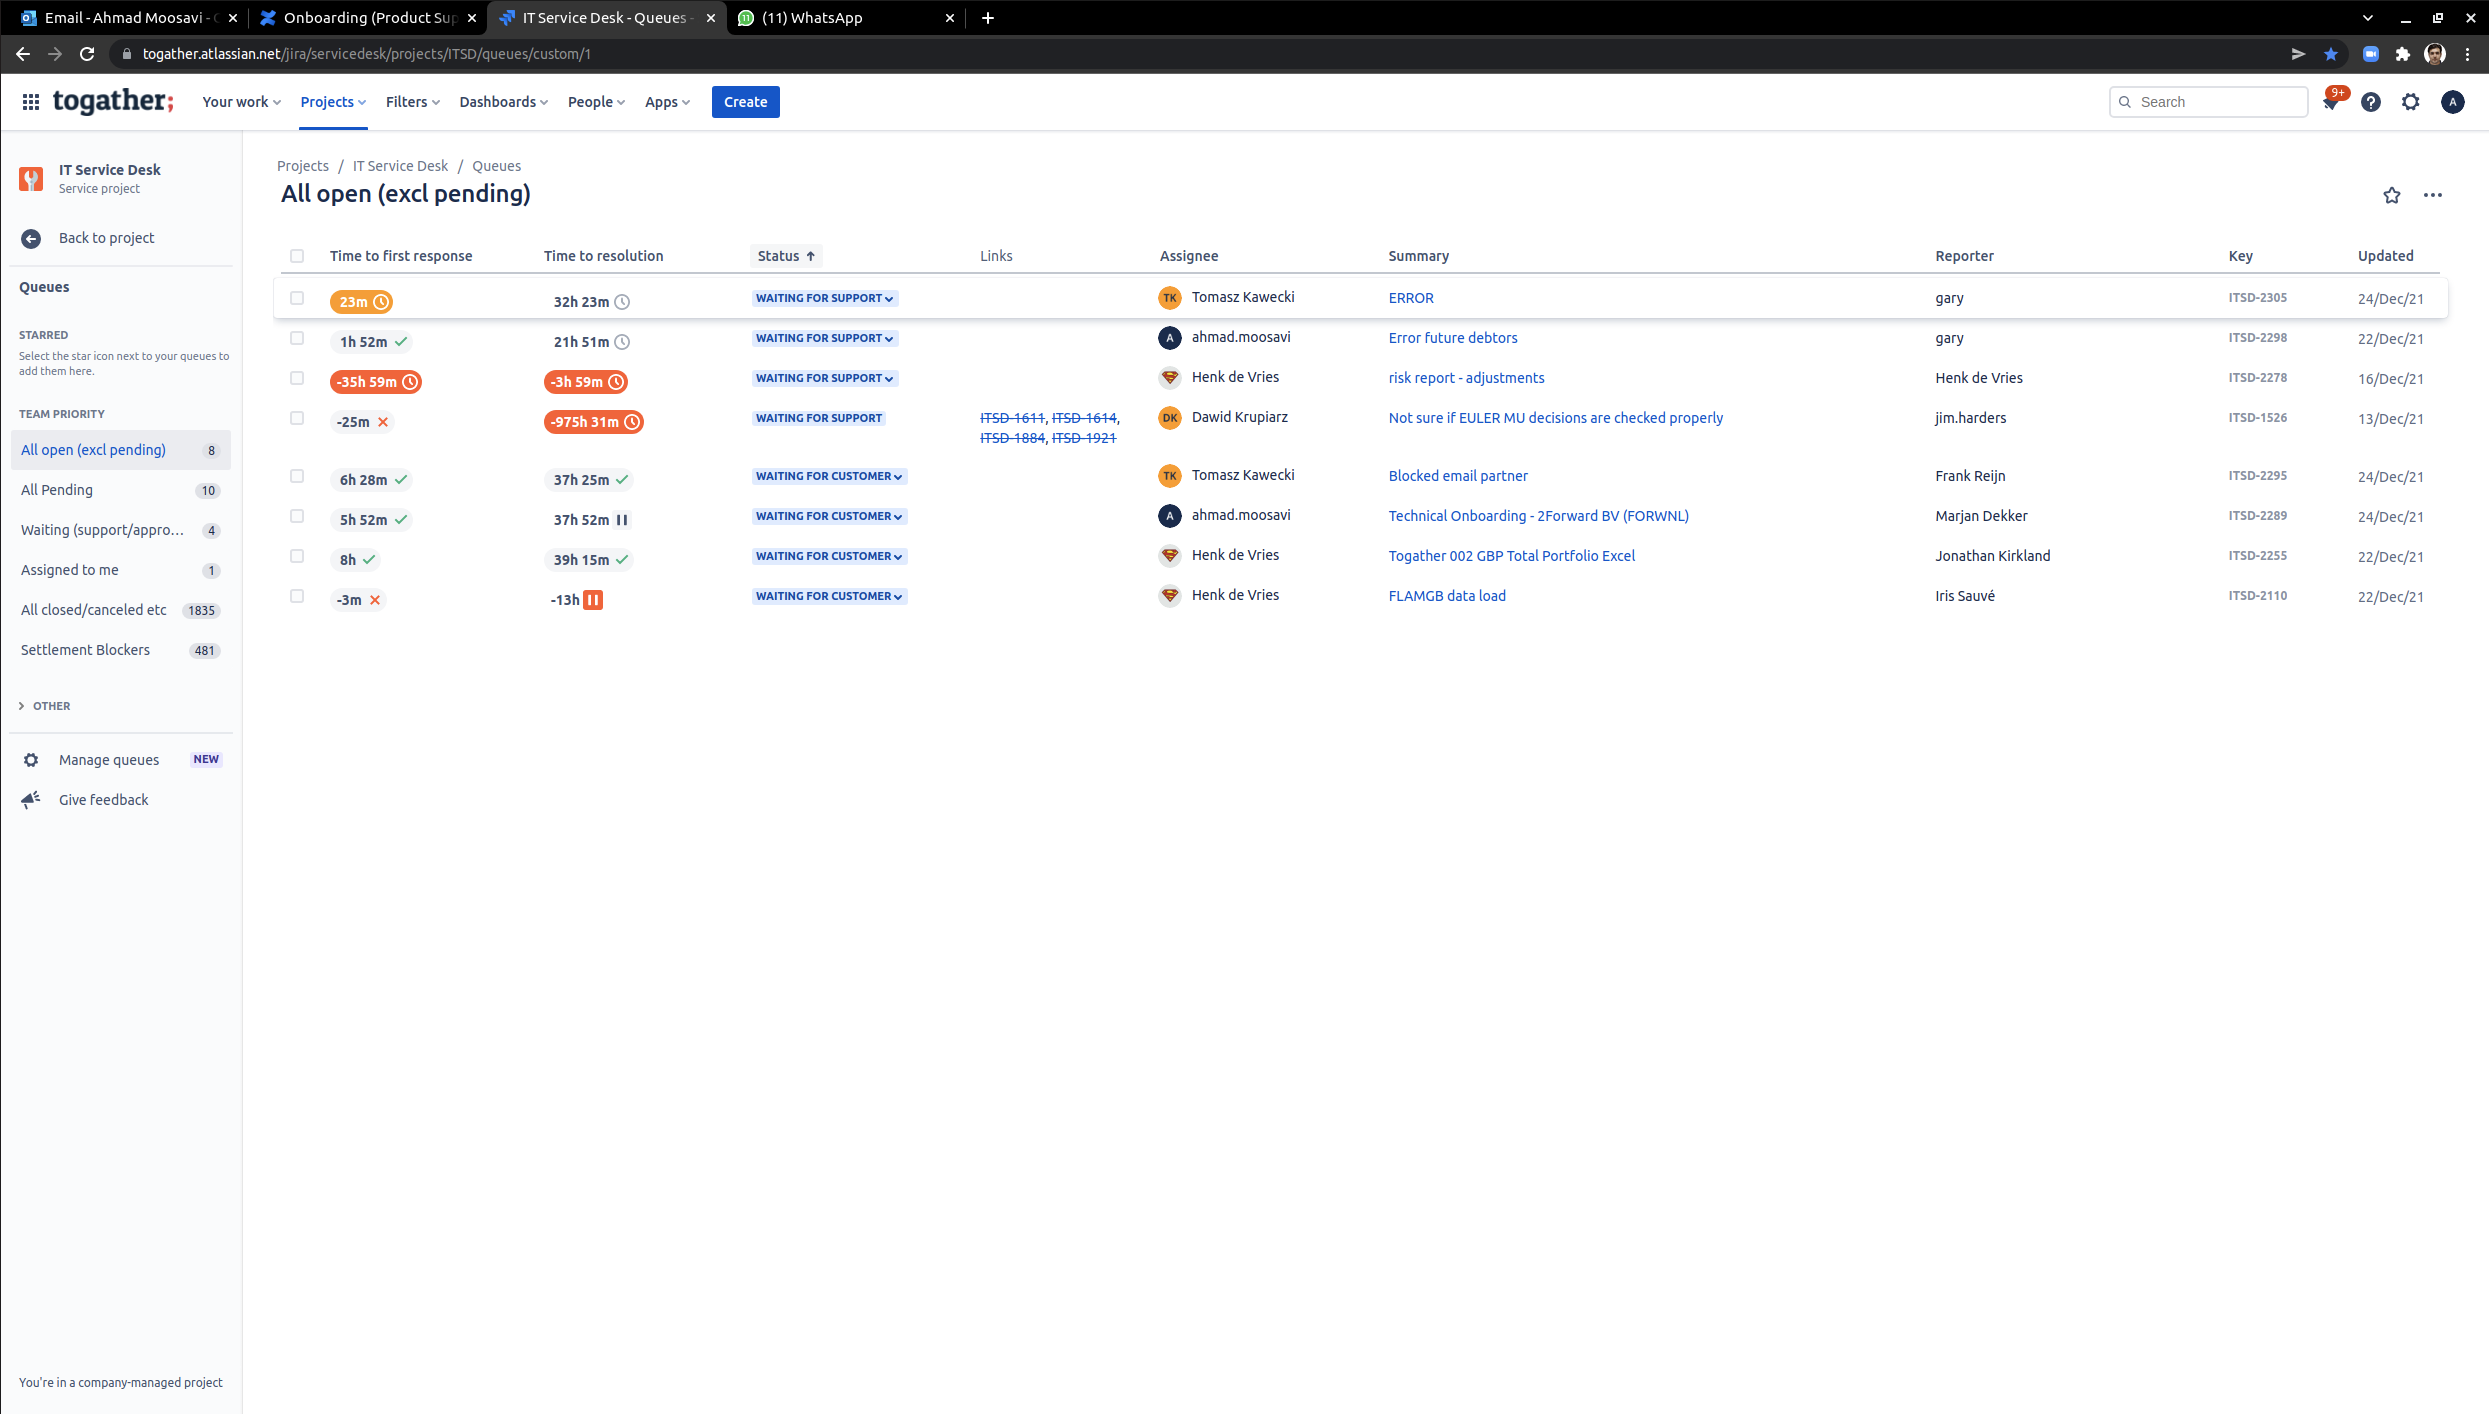 Email - Ahmad Moosavi -
Onboarding (Product Sup
IT Service Desk - Queues -
(11) WhatsApp
togather.atlassian.net/jira/servicedesk/projects/ITSD/queues/custom/1
togather; Your work Projects Filters Dashboards People Apps Create Search 9+ A
IT Service Desk
Service project
Back to project
Queues
STARRED
Select the star icon next to your queues to
add them here.
TEAM PRIORITY
All open (excl pending) 8
All Pending 10
Waiting (support/appro... 4
Assigned to me 1
All closed/canceled etc 1835
Settlement Blockers 481
OTHER
Manage queues NEW
Give feedback
You're in a company-managed project
Projects / IT Service Desk / Queues
All open (excl pending)
Time to first response Time to resolution Status Links Assignee Summary Reporter Key Updated
23m 32h 23m WAITING FOR SUPPORT TK Tomasz Kawecki ERROR gary ITSD-2305 24/Dec/21
1h 52m 21h 51m WAITING FOR SUPPORT A ahmad.moosavi Error future debtors gary ITSD-2298 22/Dec/21
-35h 59m -3h 59m WAITING FOR SUPPORT Henk de Vries risk report - adjustments Henk de Vries ITSD-2278 16/Dec/21
-25m -975h 31m WAITING FOR SUPPORT ITSD-1611, ITSD-1614, DK Dawid Krupiarz Not sure if EULER MU decisions are checked properly jim.harders ITSD-1526 13/Dec/21
ITSD-1884, ITSD-1921
6h 28m 37h 25m WAITING FOR CUSTOMER TK Tomasz Kawecki Blocked email partner Frank Reijn ITSD-2295 24/Dec/21
5h 52m 37h 52m WAITING FOR CUSTOMER A ahmad.moosavi Technical Onboarding - 2Forward BV (FORWNL) Marjan Dekker ITSD-2289 24/Dec/21
8h 39h 15m WAITING FOR CUSTOMER Henk de Vries Togather 002 GBP Total Portfolio Excel Jonathan Kirkland ITSD-2255 22/Dec/21
-3m -13h WAITING FOR CUSTOMER Henk de Vries FLAMGB data load Iris Sauvé ITSD-2110 22/Dec/21